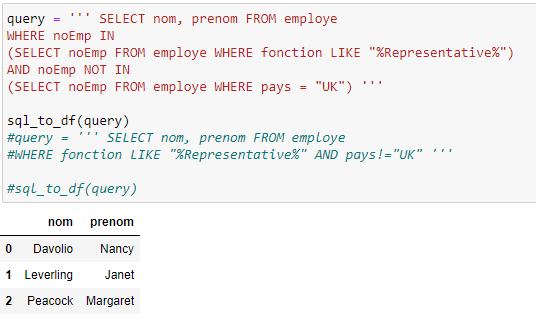 query = ''' SELECT nom, prenom FROM employe
WHERE noEmp IN
(SELECT noEmp FROM employe WHERE fonction LIKE "%Representative%")
AND noEmp NOT IN
(SELECT noEmp FROM employe WHERE pays = "UK") '''
sql_to_df(query)
#query = ''' SELECT nom, prenom FROM employe
#WHERE fonction LIKE "%Representative%" AND pays!="UK" '''
#sql_to_df(query)
nom prenom
0 Davolio Nancy
1 Leverling Janet
2 Peacock Margaret